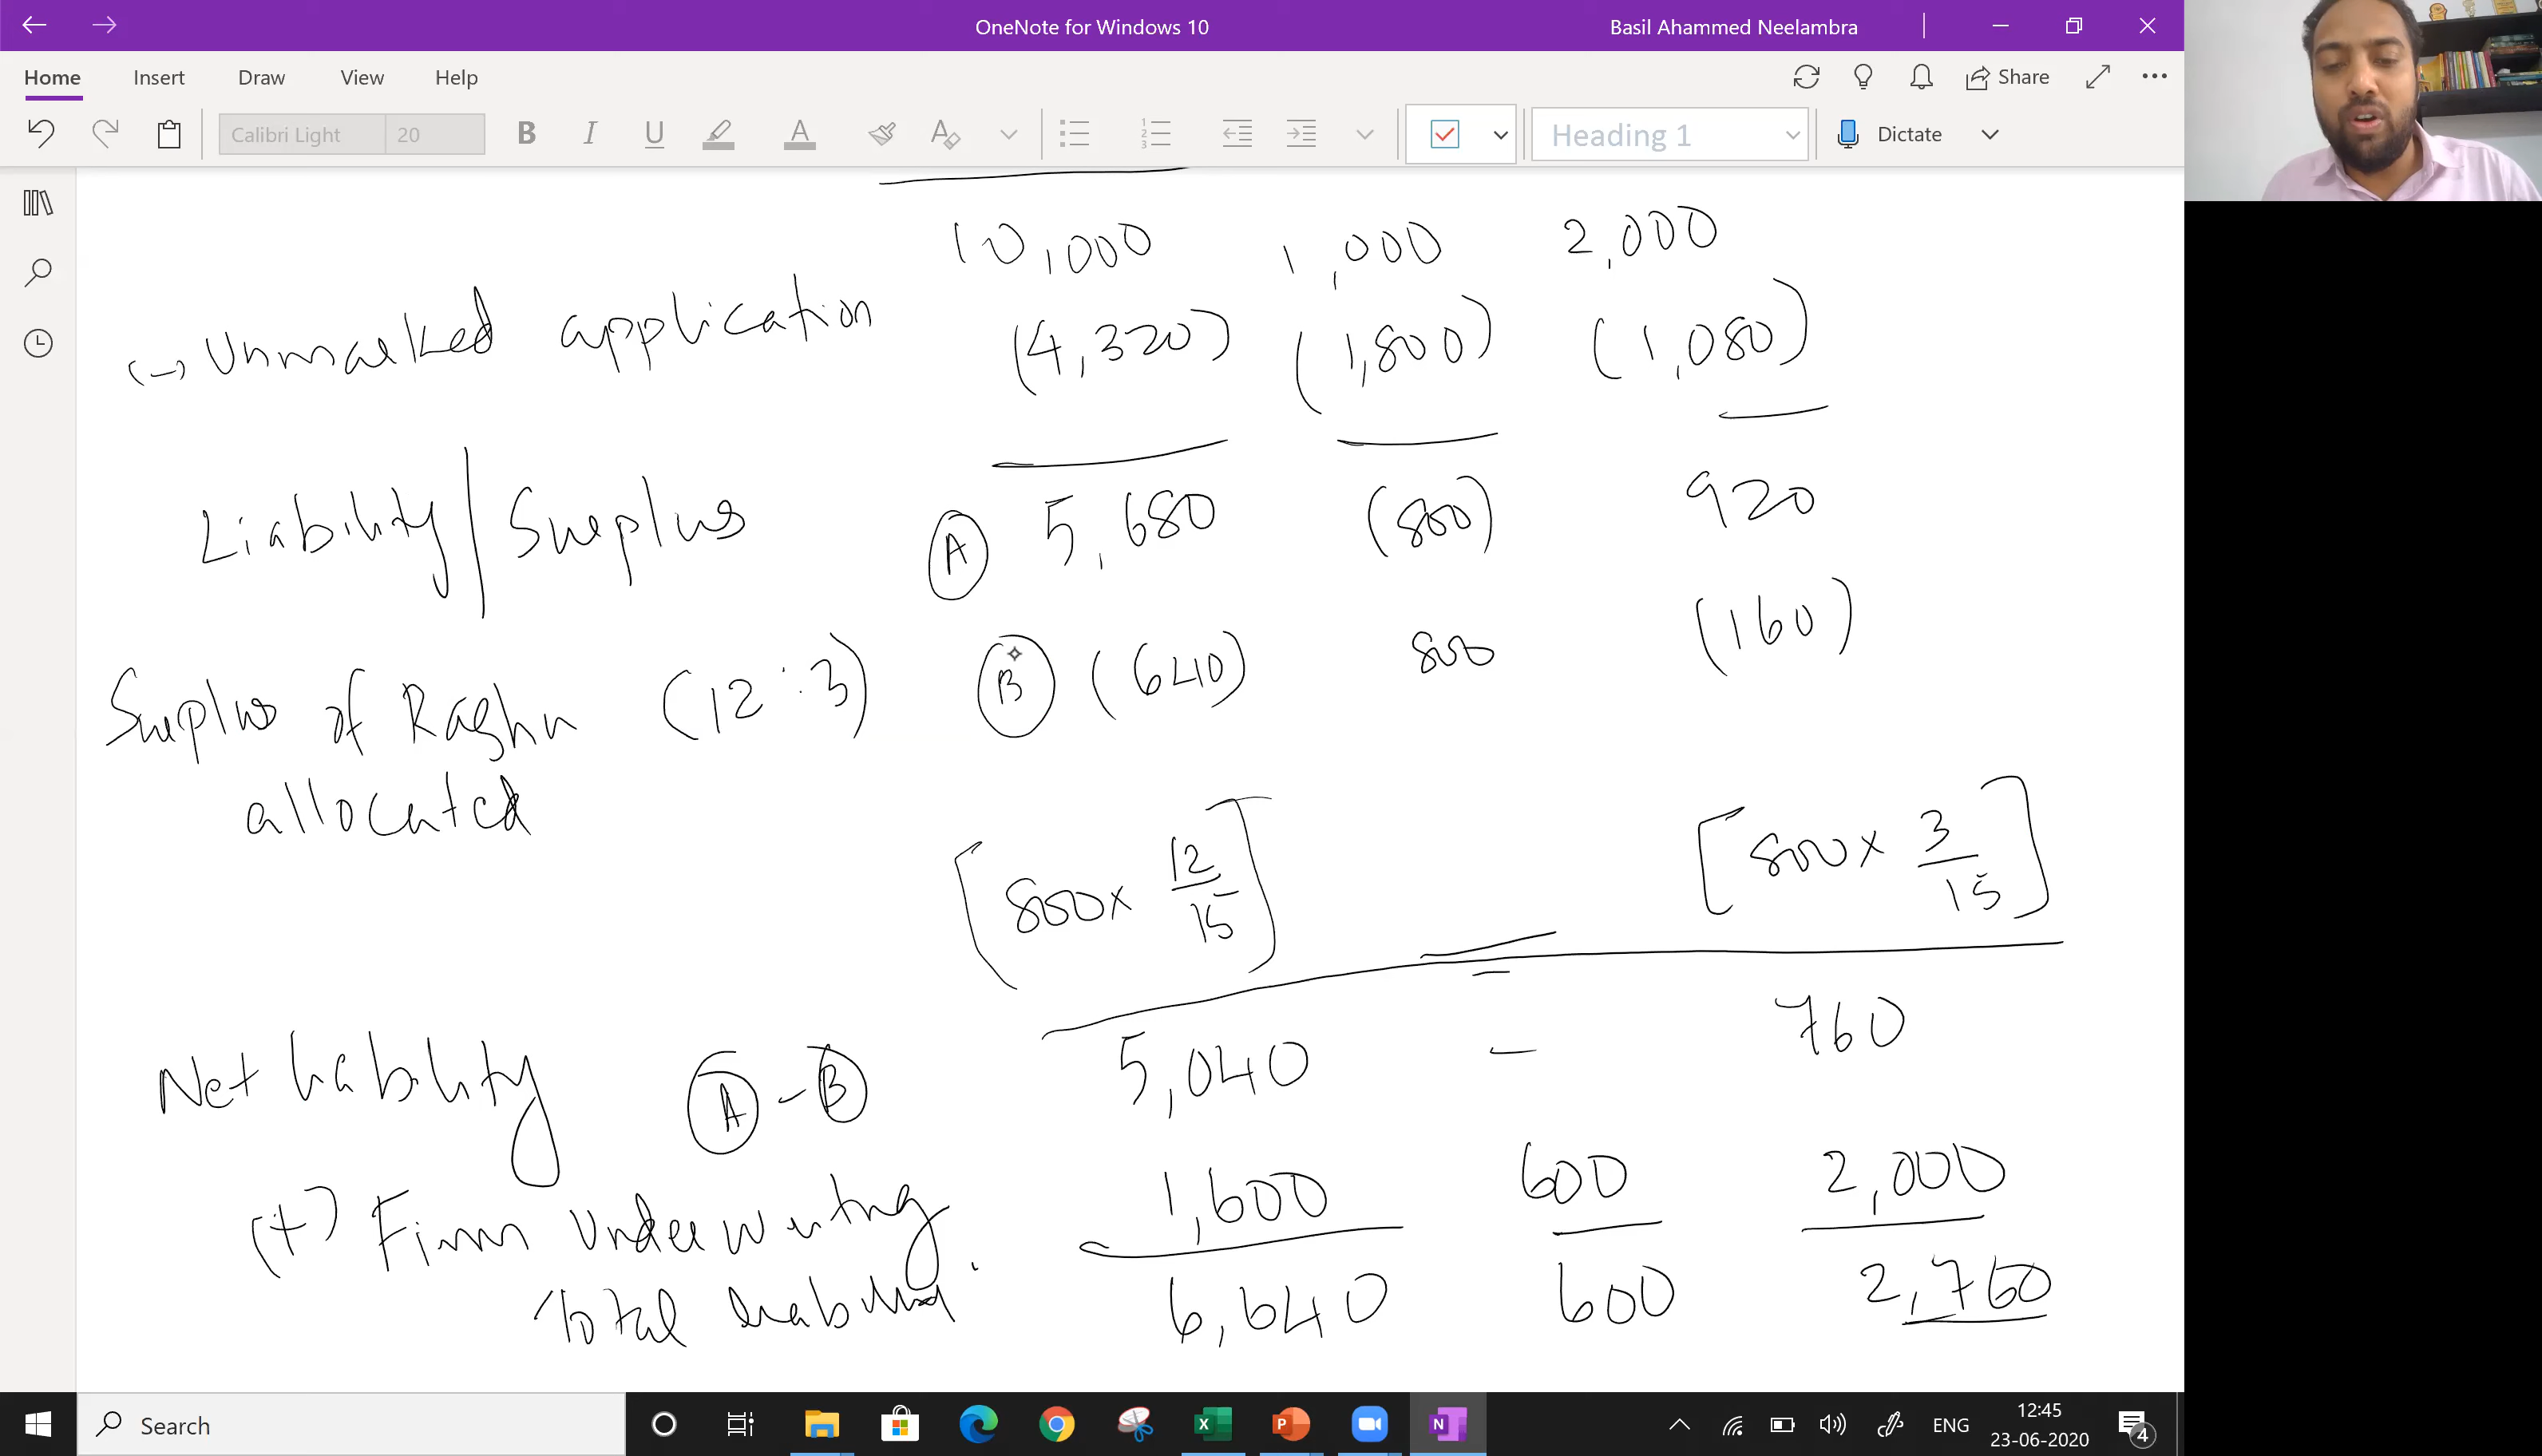 OneNote for Windows 10
Basil Ahammed Neelambra
Home Insert Draw View Help
Share
Calibri Light 20
B I U A A
Heading 1
Dictate
10,000 1,000 2,000
(-) Unmarked application (4,320) (1,800) (1,080)
Liability/Surplus A 5,680 (800) 920
Surplus of Raghu (12:3) B (640) 800 (160)
allocated
[800 x 12/15] [800 x 3/15]
Net liability A - B 5,040 - 760
(+) Firm Underwriting 1,600 600 2,000
Total liability 6,640 600 2,760
Search
ENG
12:45
23-06-2020
4